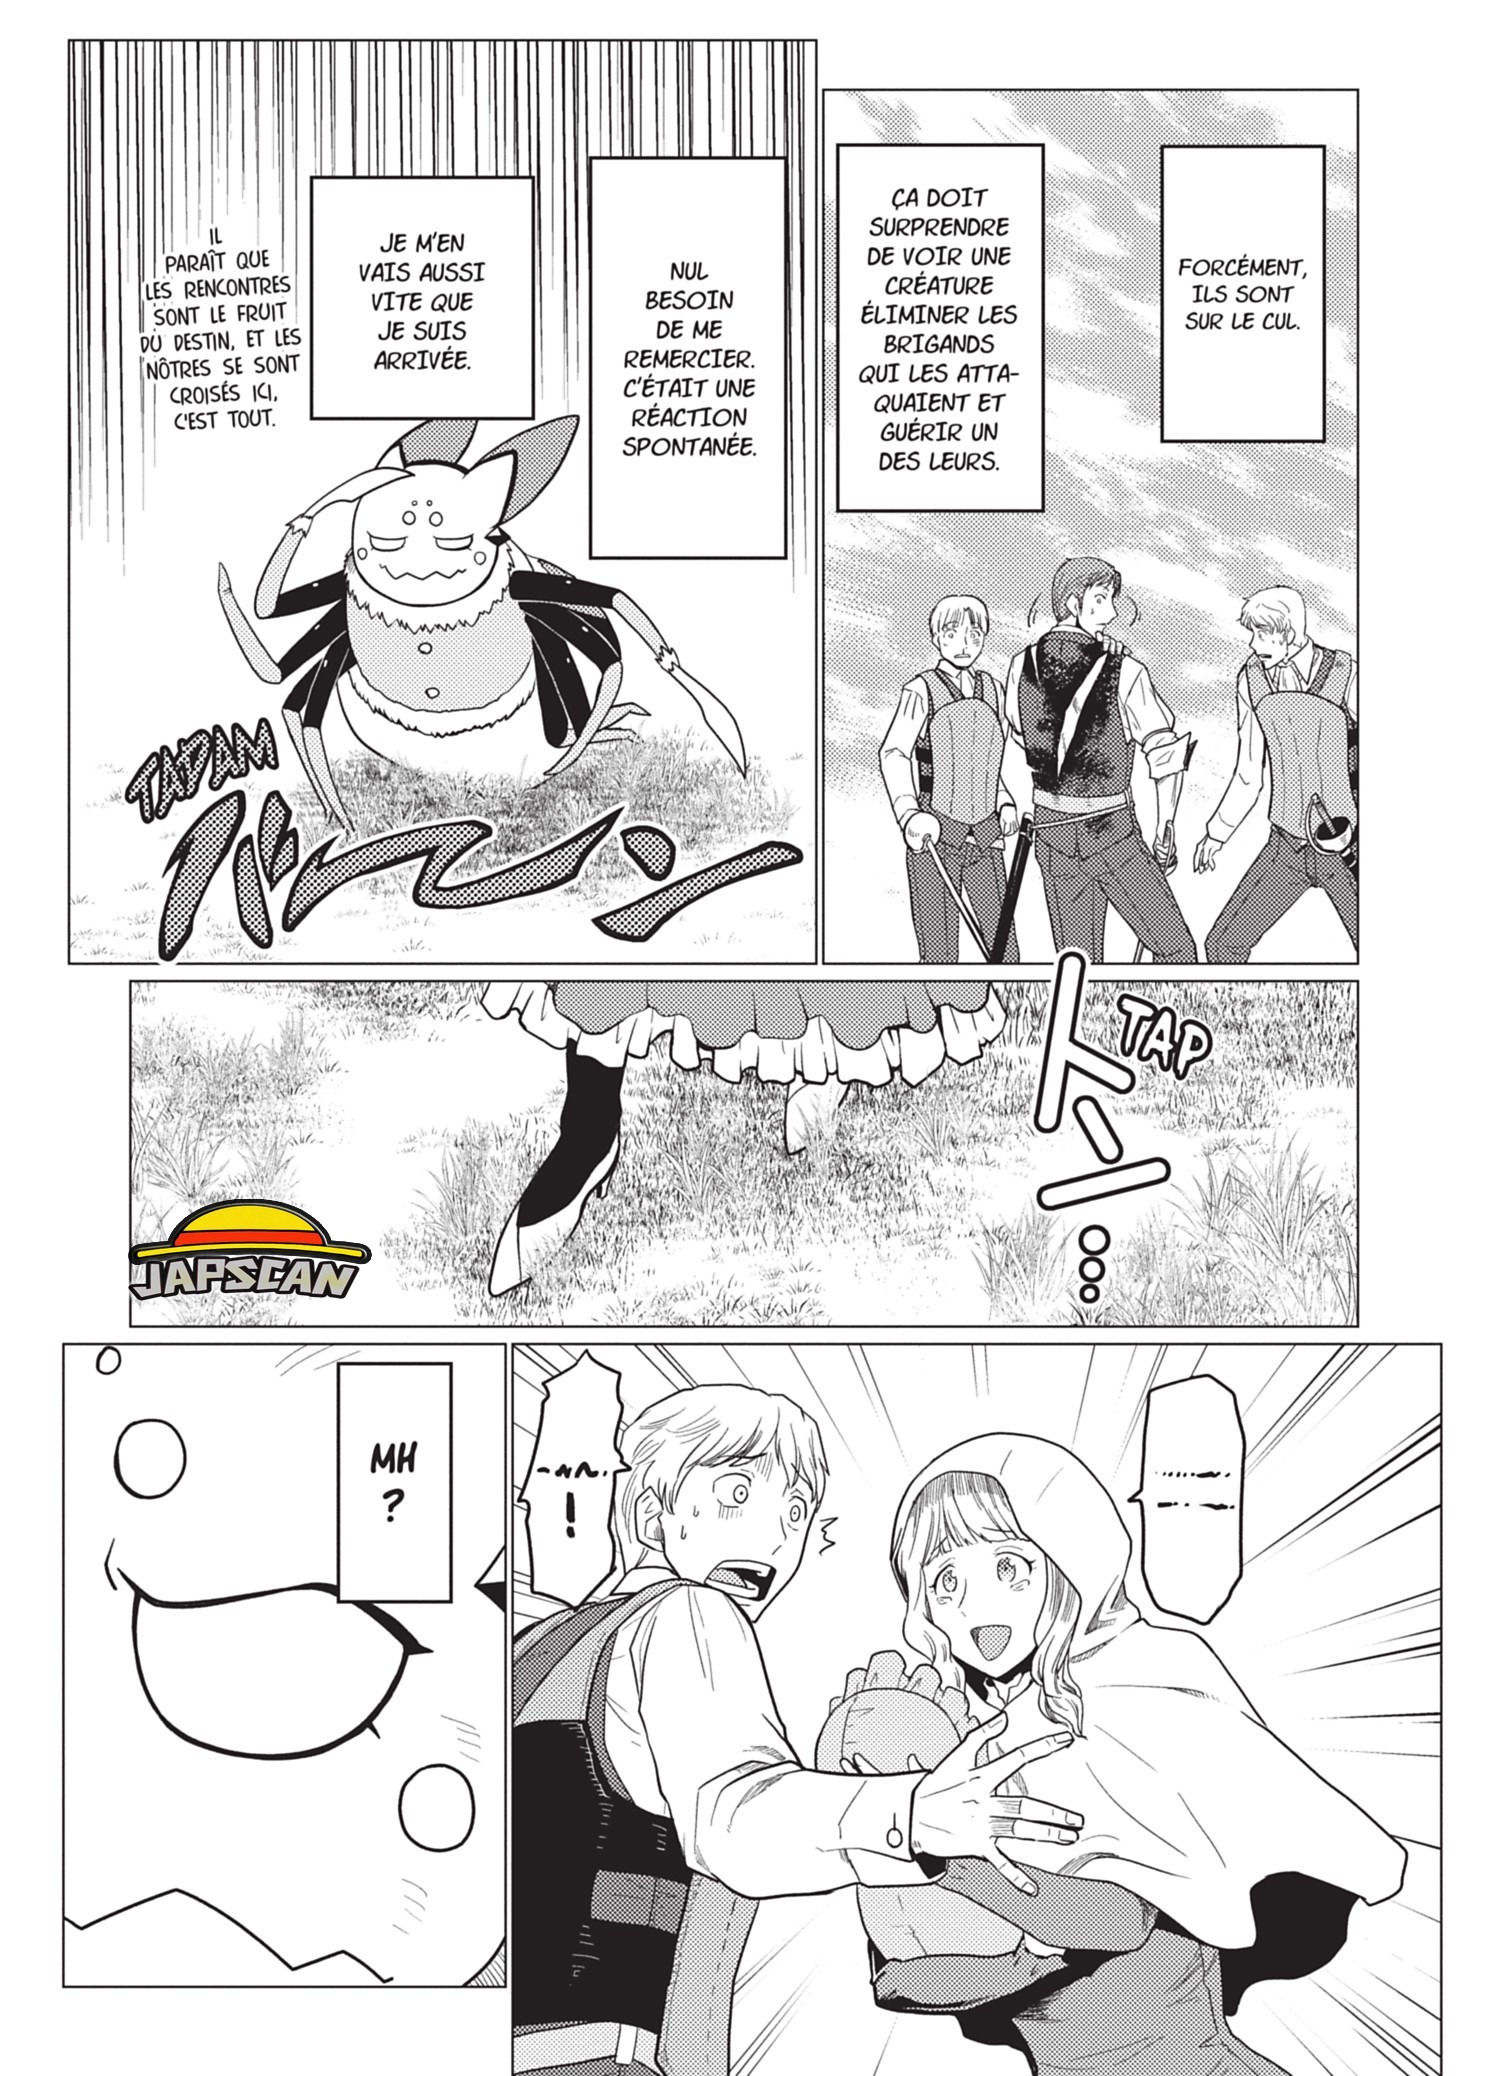 FORCÉMENT,
ILS SONT
SUR LE CUL.
ÇA DOIT
SURPRENDRE
DE VOIR UNE
CRÉATURE
ÉLIMINER LES
BRIGANDS
QUI LES ATTA-
QUAIENT ET
GUÉRIR UN
DES LEURS.
NUL
BESOIN
DE ME
REMERCIER.
C'ÉTAIT UNE
RÉACTION
SPONTANÉE.
JE M'EN
VAIS AUSSI
VITE QUE
JE SUIS
ARRIVÉE.
IL
PARAÎT QUE
LES RENCONTRES
SONT LE FRUIT
DU DESTIN, ET LES
NÔTRES SE SONT
CROISÉS ICI,
C'EST TOUT.
TADAM
バーン
トン
TAP
JAPSCAN
!
MH
?